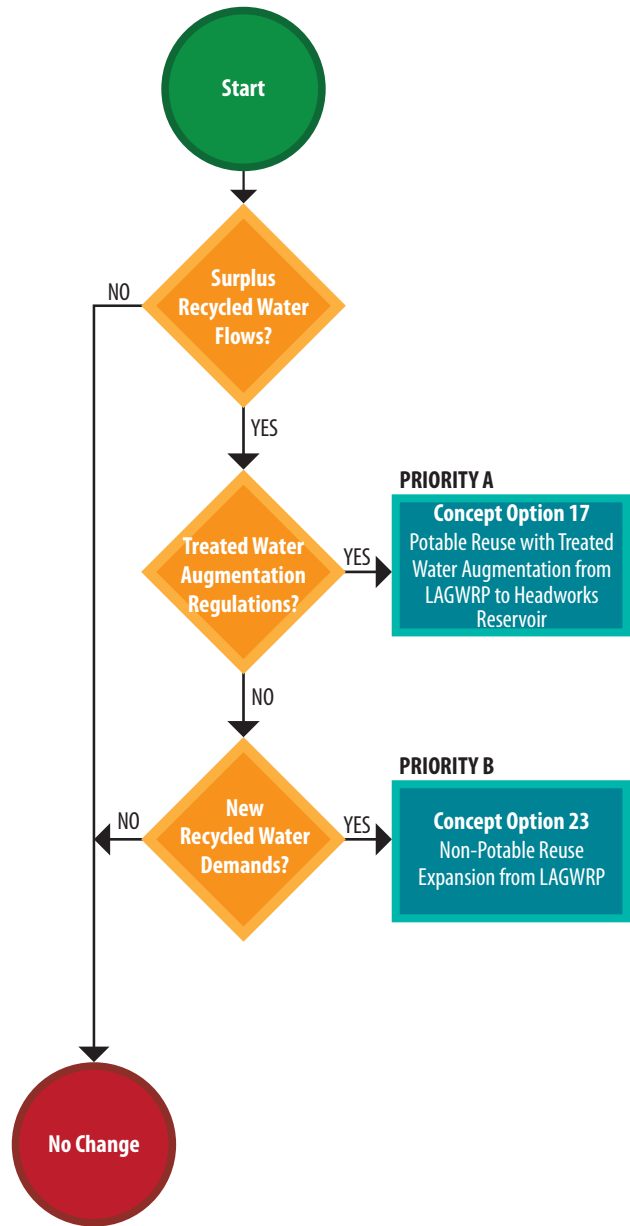 Start
Surplus
Recycled Water
Flows?
NO
YES
PRIORITY A
Treated Water
Augmentation
Regulations?
YES
Concept Option 17
Potable Reuse with Treated
Water Augmentation from
LAGWRP to Headworks
Reservoir
NO
PRIORITY B
New
Recycled Water
Demands?
NO
YES
Concept Option 23
Non-Potable Reuse
Expansion from LAGWRP
No Change